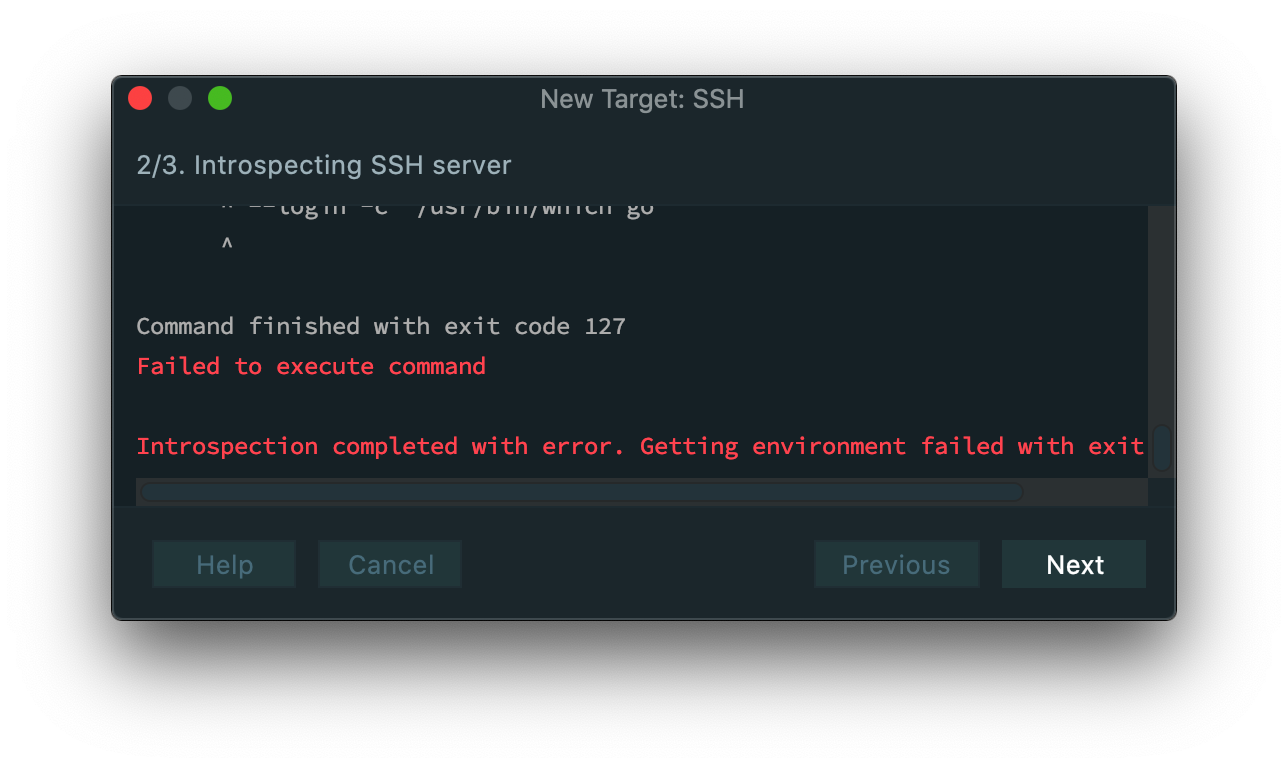 New Target: SSH
2/3. Introspecting SSH server
^ --login -c  /usr/bin/which go
^
Command finished with exit code 127
Failed to execute command
Introspection completed with error. Getting environment failed with exit
Help
Cancel
Previous
Next